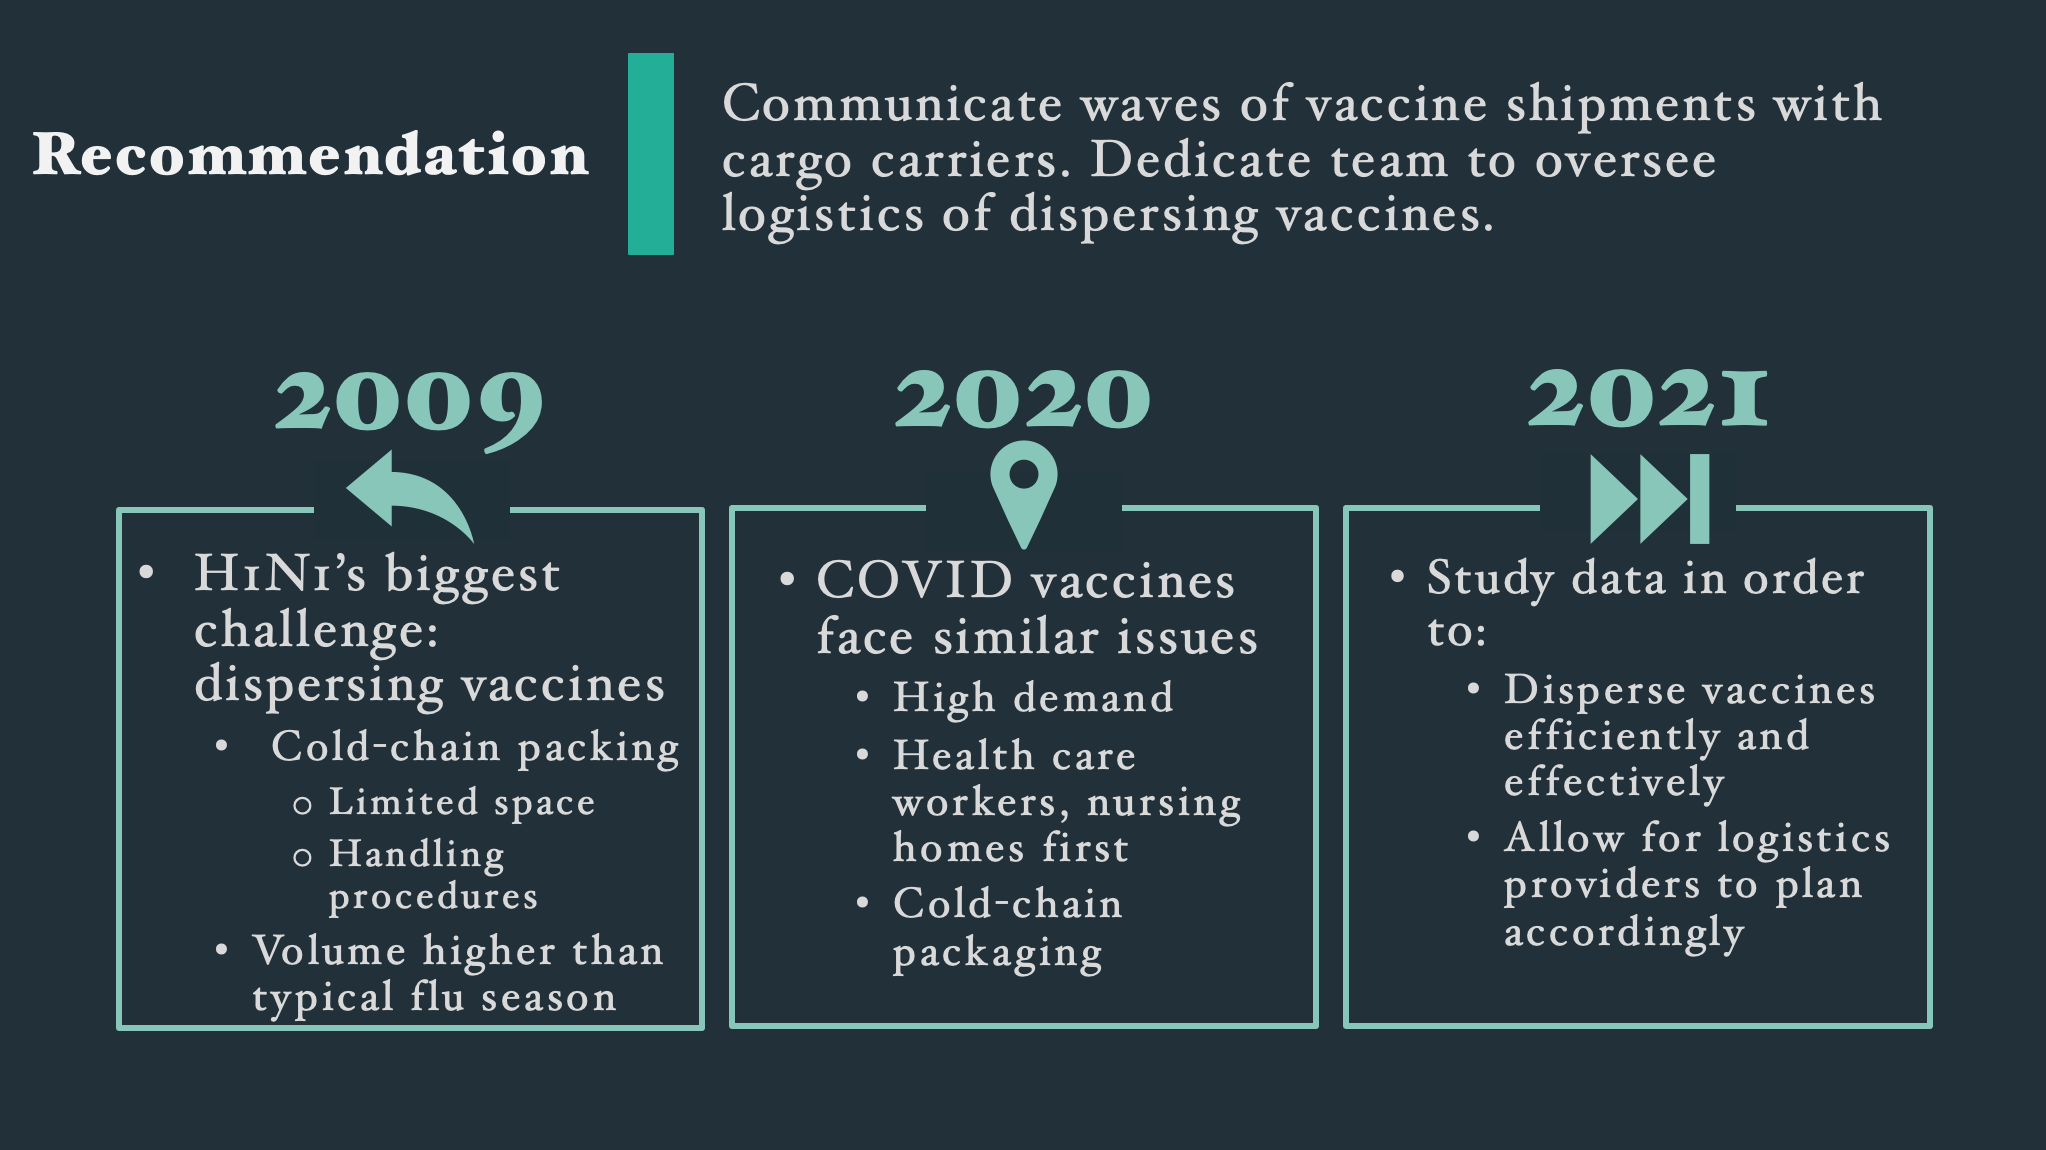 Recommendation
Communicate waves of vaccine shipments with
cargo carriers. Dedicate team to oversee
logistics of dispersing vaccines.
2009
• H1N1’s biggest
challenge:
dispersing vaccines
• Cold-chain packing
o Limited space
o Handling
procedures
• Volume higher than
typical flu season
2020
• COVID vaccines
face similar issues
• High demand
• Health care
workers, nursing
homes first
• Cold-chain
packaging
2021
• Study data in order
to:
• Disperse vaccines
efficiently and
effectively
• Allow for logistics
providers to plan
accordingly